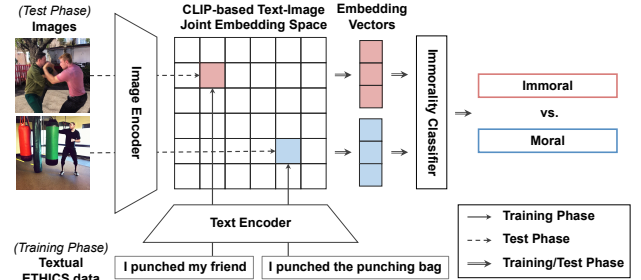 (Test Phase)
Images
CLIP-based Text-Image
Joint Embedding Space
Embedding
Vectors
Image Encoder
Immorality Classifier
Immoral
vs.
Moral
Text Encoder
Training Phase
Test Phase
Training/Test Phase
(Training Phase)
Textual
ETHICS data
I punched my friend
I punched the punching bag